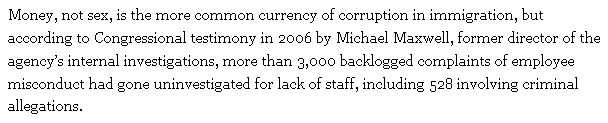 Money, not sex, is the more common currency of corruption in immigration, but
according to Congressional testimony in 2006 by Michael Maxwell, former director of the
agency's internal investigations, more than 3,000 backlogged complaints of employee
misconduct had gone uninvestigated for lack of staff, including 528 involving criminal
allegations.